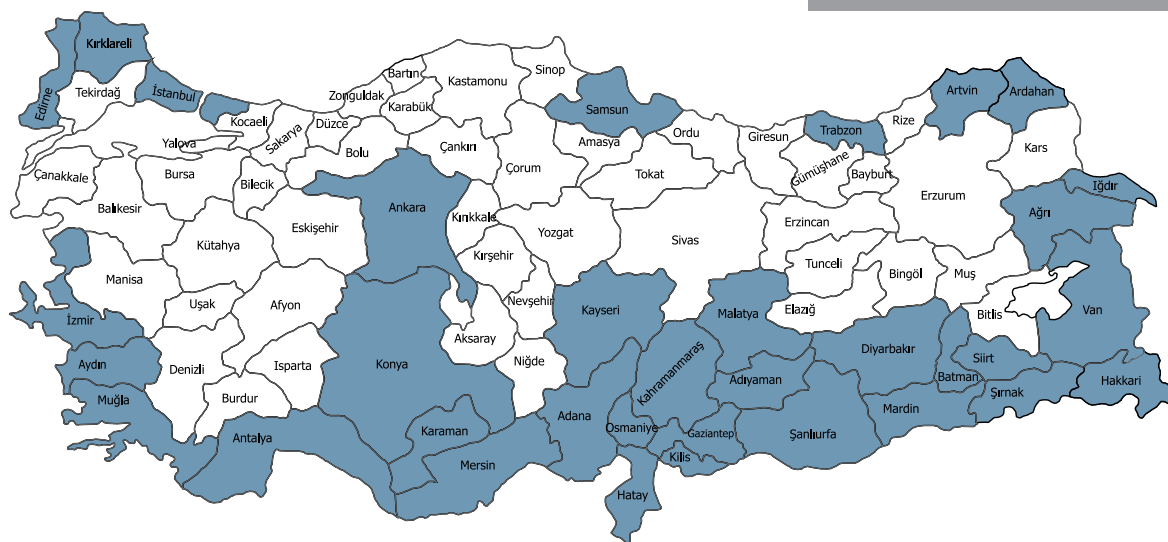 Kırklareli
Edirne
Tekirdağ
İstanbul
Kocaeli
Yalova
Sakarya
Düzce
Zonguldak
Bartın
Karabük
Kastamonu
Sinop
Samsun
Bolu
Çankırı
Çorum
Amasya
Ordu
Tokat
Giresun
Trabzon
Rize
Artvin
Ardahan
Kars
Gümüşhane
Bayburt
Erzurum
Iğdır
Ağrı
Çanakkale
Bursa
Bilecik
Balıkesir
Kütahya
Eskişehir
Ankara
Kırıkkale
Yozgat
Sivas
Erzincan
Kırşehir
Tunceli
Bingöl
Muş
Bitlis
Van
Manisa
Uşak
Afyon
Nevşehir
Kayseri
Malatya
Elazığ
İzmir
Aksaray
Konya
Niğde
Diyarbakır
Siirt
Batman
Hakkari
Şırnak
Aydın
Denizli
Isparta
Kahramanmaraş
Adıyaman
Muğla
Burdur
Antalya
Karaman
Mersin
Adana
Osmaniye
Gaziantep
Kilis
Şanlıurfa
Mardin
Hatay